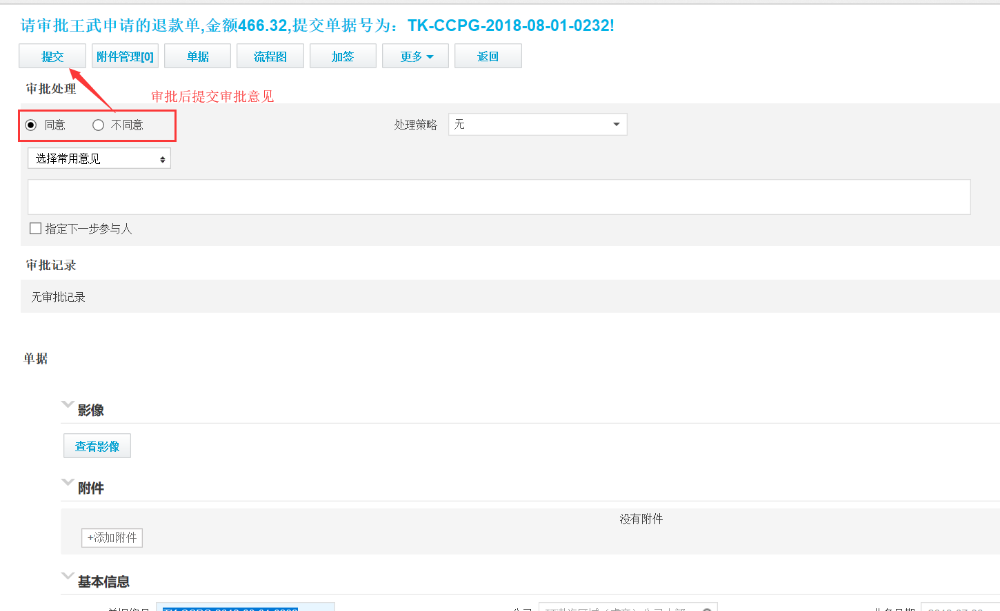 请审批王武申请的退款单,金额466.32,提交单据号为：TK-CCPG-2018-08-01-0232!
提交 附件管理[0] 单据 流程图 加签 更多 返回
审批处理
审批后提交审批意见
同意 不同意 处理策略 无
选择常用意见
指定下一步参与人
审批记录
无审批记录
单据
影像
查看影像
附件
没有附件
+添加附件
基本信息